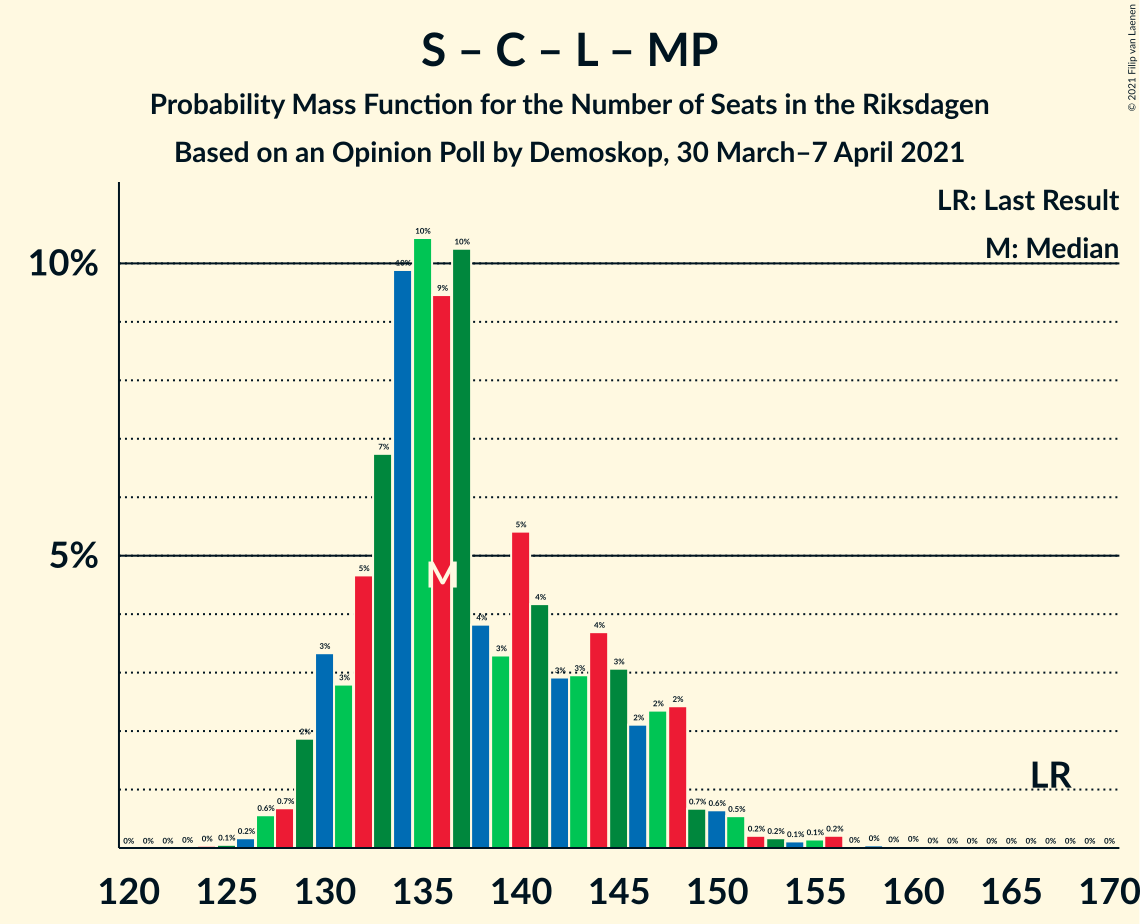 S – C – L – MP
Probability Mass Function for the Number of Seats in the Riksdagen
Based on an Opinion Poll by Demoskop, 30 March–7 April 2021
© 2021 Filip van Laenen
LR: Last Result
M: Median
10%
5%
0% 0% 0% 0% 0% 0.1% 0.2% 0.6% 0.7% 2% 3% 3% 5% 7% 10% 10% 9% 10% 4% 3% 5% 4% 3% 3% 4% 3% 2% 2% 2% 0.7% 0.6% 0.5% 0.2% 0.2% 0.1% 0.1% 0.2% 0% 0% 0% 0% 0% 0% 0% 0% 0% 0% 0% 0% 0% 0%
M
LR
120 125 130 135 140 145 150 155 160 165 170